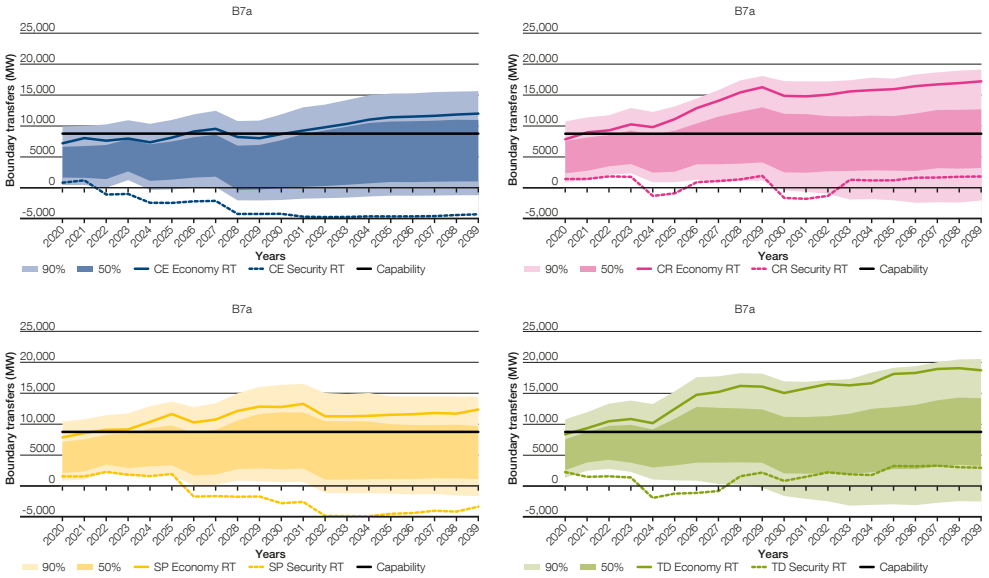 B7a
Boundary transfers (MW)
25,000
20,000
15,000
10,000
5000
0
-5,000
2020 2021 2022 2023 2024 2025 2026 2027 2028 2029 2030 2031 2032 2033 2034 2035 2036 2037 2038 2039
Years
90% 50% CE Economy RT CE Security RT Capability
B7a
Boundary transfers (MW)
25,000
20,000
15,000
10,000
5000
0
-5,000
2020 2021 2022 2023 2024 2025 2026 2027 2028 2029 2030 2031 2032 2033 2034 2035 2036 2037 2038 2039
Years
90% 50% CR Economy RT CR Security RT Capability
B7a
Boundary transfers (MW)
25,000
20,000
15,000
10,000
5000
0
-5,000
2020 2021 2022 2023 2024 2025 2026 2027 2028 2029 2030 2031 2032 2033 2034 2035 2036 2037 2038 2039
Years
90% 50% SP Economy RT SP Security RT Capability
B7a
Boundary transfers (MW)
25,000
20,000
15,000
10,000
5000
0
-5,000
2020 2021 2022 2023 2024 2025 2026 2027 2028 2029 2030 2031 2032 2033 2034 2035 2036 2037 2038 2039
Years
90% 50% TD Economy RT TD Security RT Capability